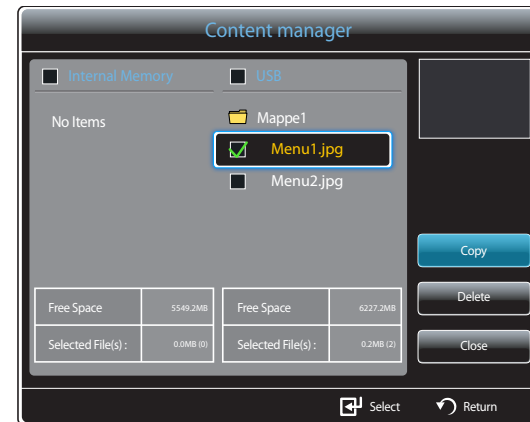 Content manager
Internal Memory
USB
No Items
Mappe1
Menu1.jpg
Menu2.jpg
Copy
Delete
Close
Free Space 5549.2MB
Selected File(s) : 0.0MB (0)
Free Space 6227.2MB
Selected File(s) : 0.2MB (2)
Select
Return